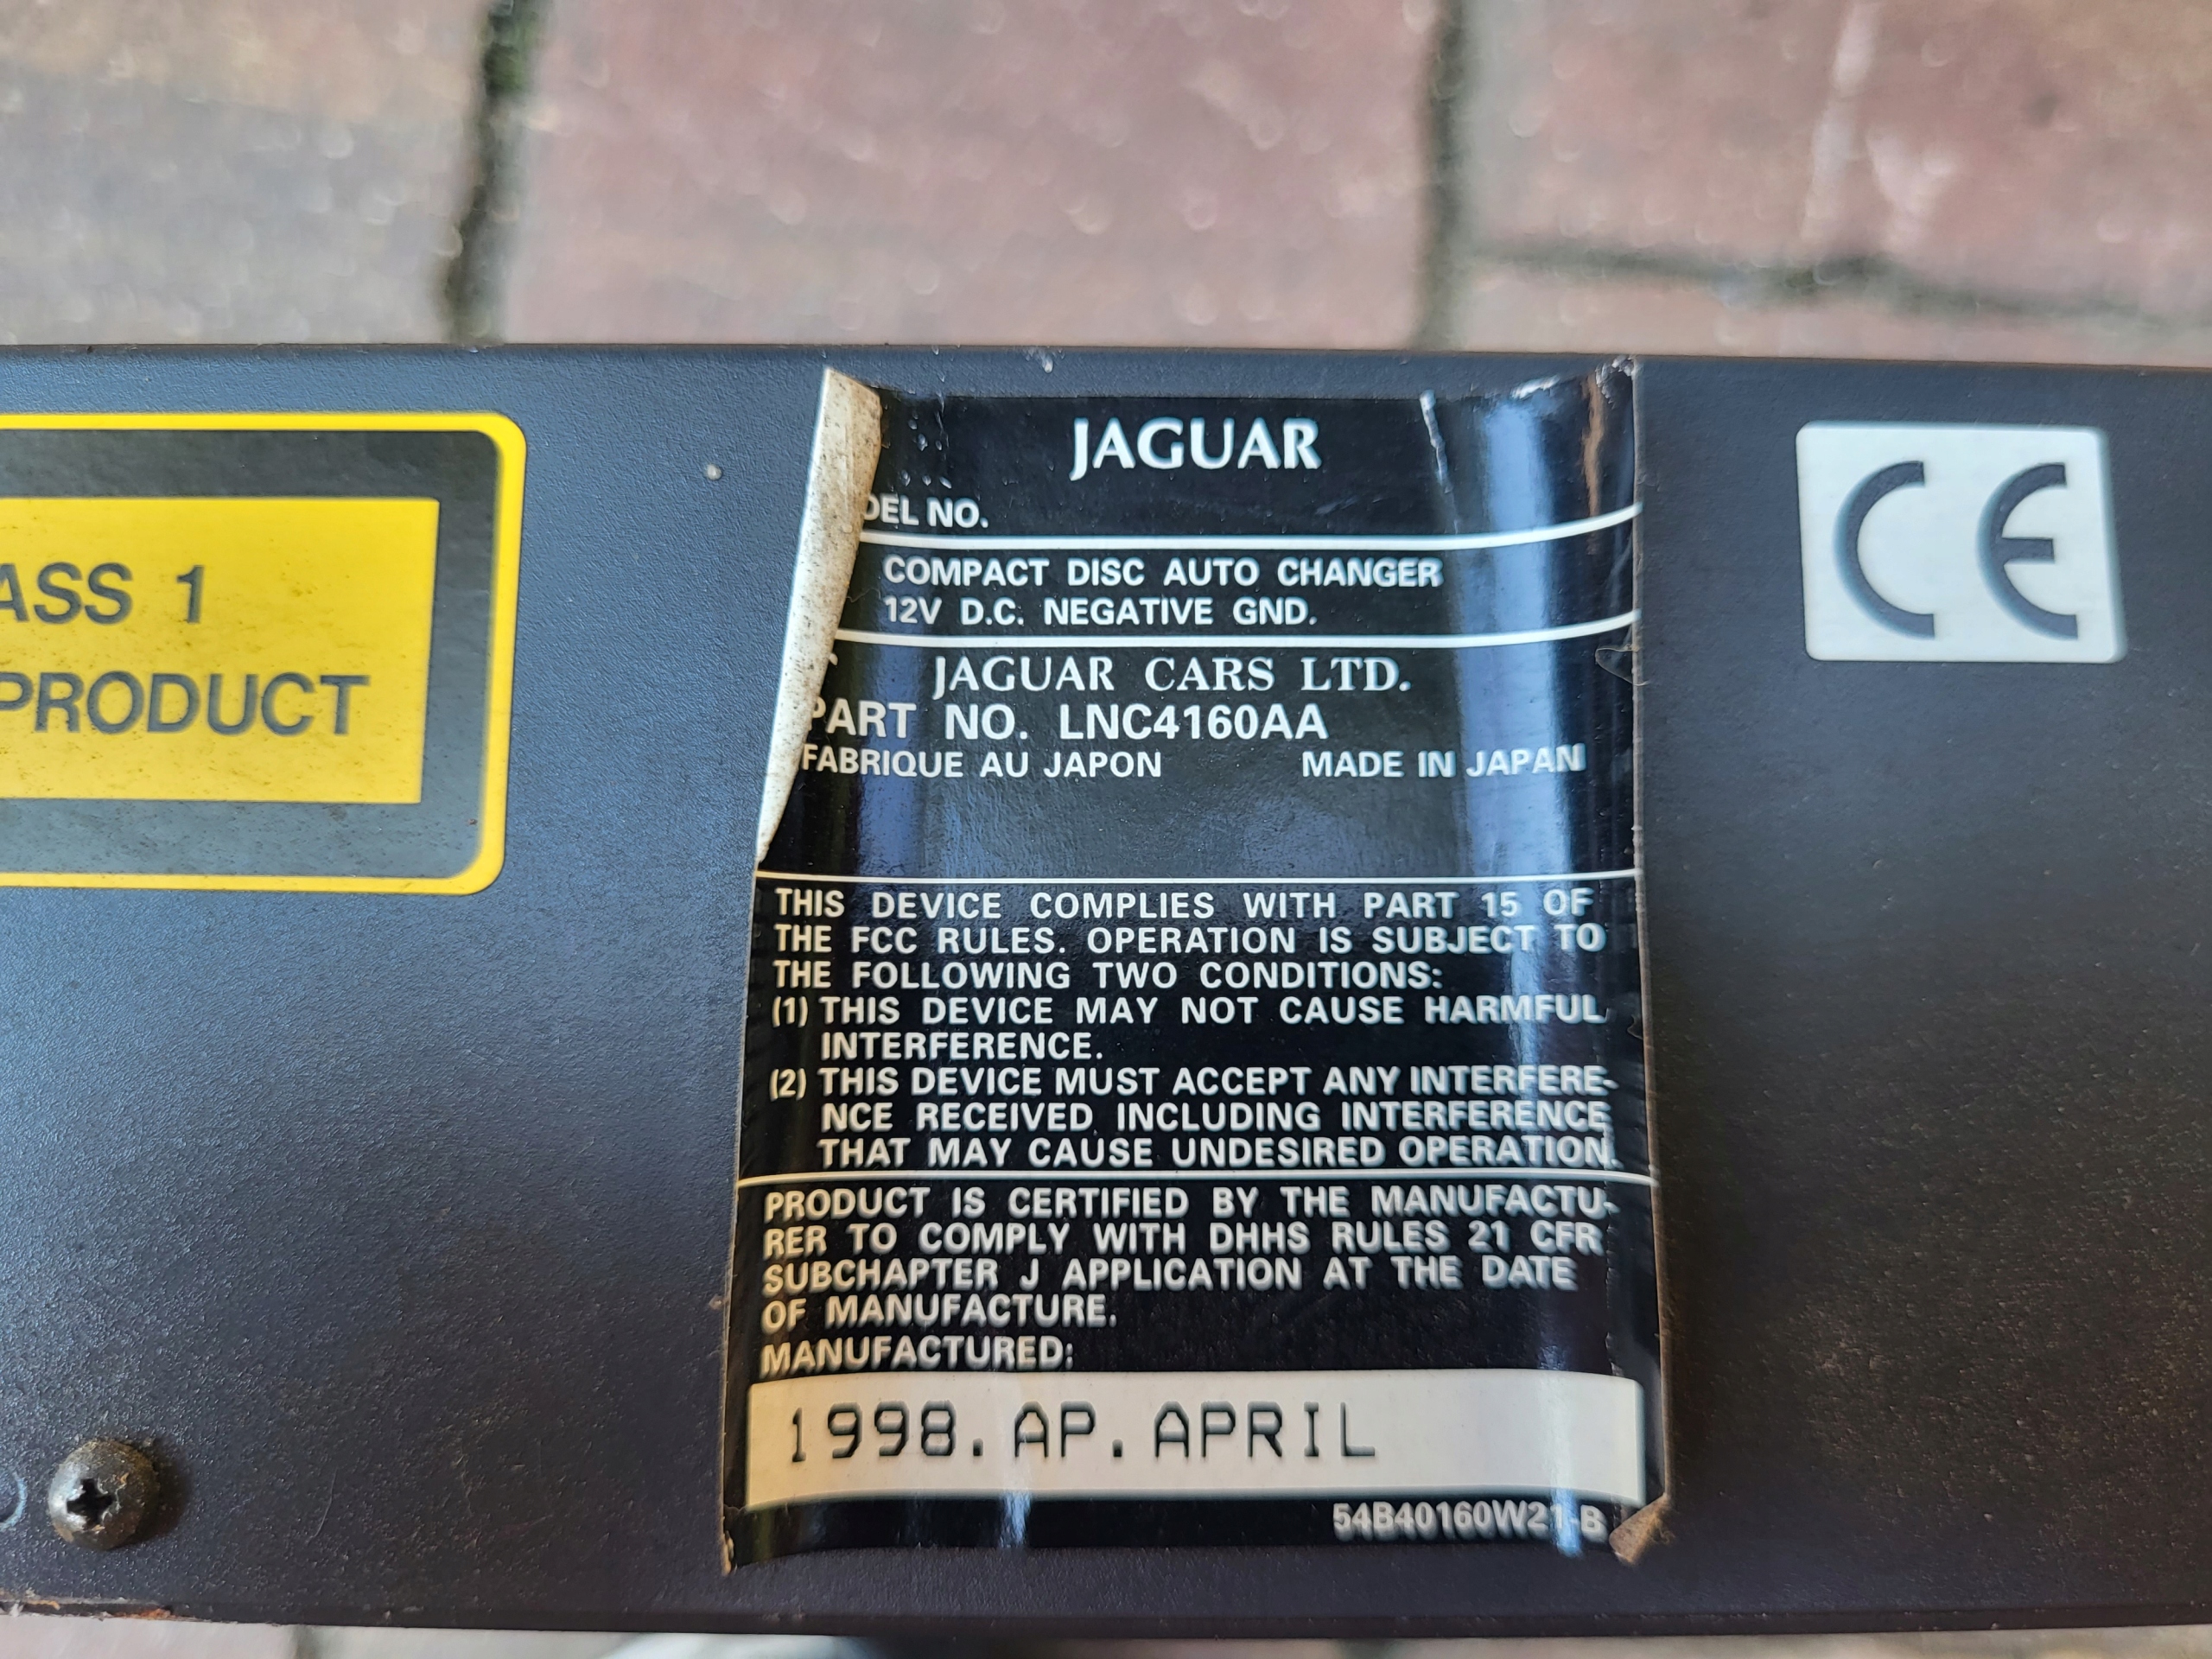 ASS 1
PRODUCT
JAGUAR
DEL NO.
COMPACT DISC AUTO CHANGER
12V D.C. NEGATIVE GND.
JAGUAR CARS LTD.
PART NO. LNC4160AA
FABRIQUE AU JAPON MADE IN JAPAN
THIS DEVICE COMPLIES WITH PART 15 OF
THE FCC RULES. OPERATION IS SUBJECT TO
THE FOLLOWING TWO CONDITIONS:
(1) THIS DEVICE MAY NOT CAUSE HARMFUL
INTERFERENCE.
(2) THIS DEVICE MUST ACCEPT ANY INTERFERE-
NCE RECEIVED, INCLUDING INTERFERENCE
THAT MAY CAUSE UNDESIRED OPERATION.
PRODUCT IS CERTIFIED BY THE MANUFACTU-
RER TO COMPLY WITH DHHS RULES 21 CFR
SUBCHAPTER J APPLICATION AT THE DATE
OF MANUFACTURE.
MANUFACTURED:
1998.AP.APRIL
54B40160W21-B
CE